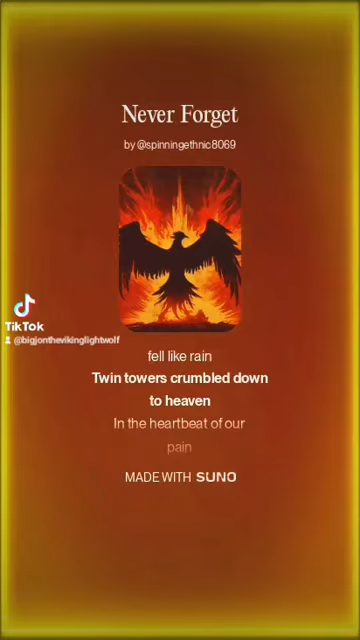 Never Forget
by @spinningethnic8069
TikTok
@bigjonthevikinglightwolf
fell like rain
Twin towers crumbled down
to heaven
In the heartbeat of our
pain
MADE WITH SUNO